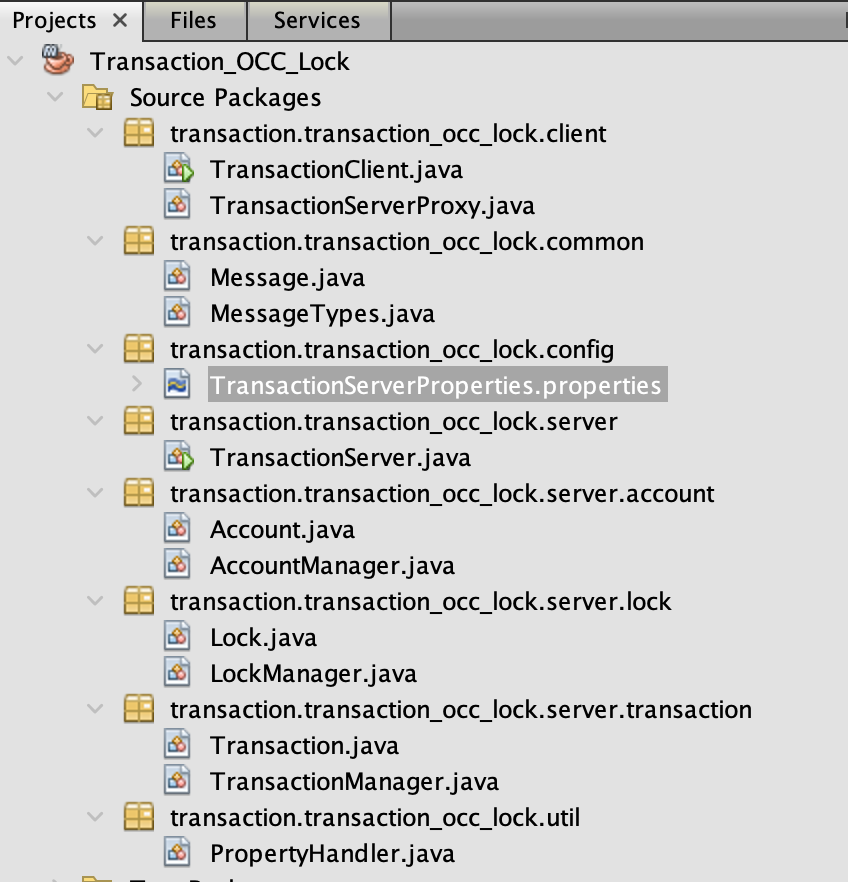 Projects Files Services
Transaction_OCC_Lock
Source Packages
transaction.transaction_occ_lock.client
TransactionClient.java
TransactionServerProxy.java
transaction.transaction_occ_lock.common
Message.java
MessageTypes.java
transaction.transaction_occ_lock.config
TransactionServerProperties.properties
transaction.transaction_occ_lock.server
TransactionServer.java
transaction.transaction_occ_lock.server.account
Account.java
AccountManager.java
transaction.transaction_occ_lock.server.lock
Lock.java
LockManager.java
transaction.transaction_occ_lock.server.transaction
Transaction.java
TransactionManager.java
transaction.transaction_occ_lock.util
PropertyHandler.java